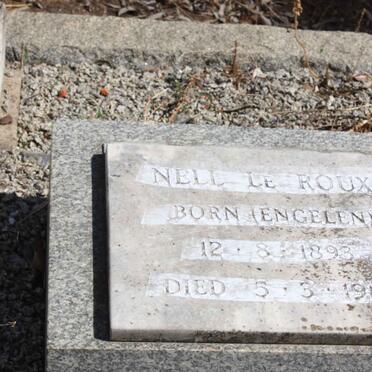 NELL LE ROUX
BORN (ENGELEN)
12 · 8 · 1893
DIED 5 · 3 ·